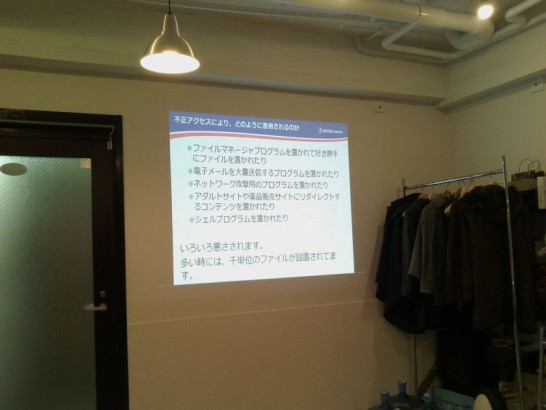 不正アクセスにより、どのように悪用されるのか
ファイルマネージャプログラムを置かれて好き勝手
にファイルを置かれたり
電子メールを大量送信するプログラムを置かれたり
ネットワーク攻撃用のプログラムを置かれたり
アダルトサイトや薬品販売サイトにリダイレクトす
るコンテンツを置かれたり
シェルプログラムを置かれたり
いろいろ悪さされます。
多い時には、千単位のファイルが設置されてま
す。